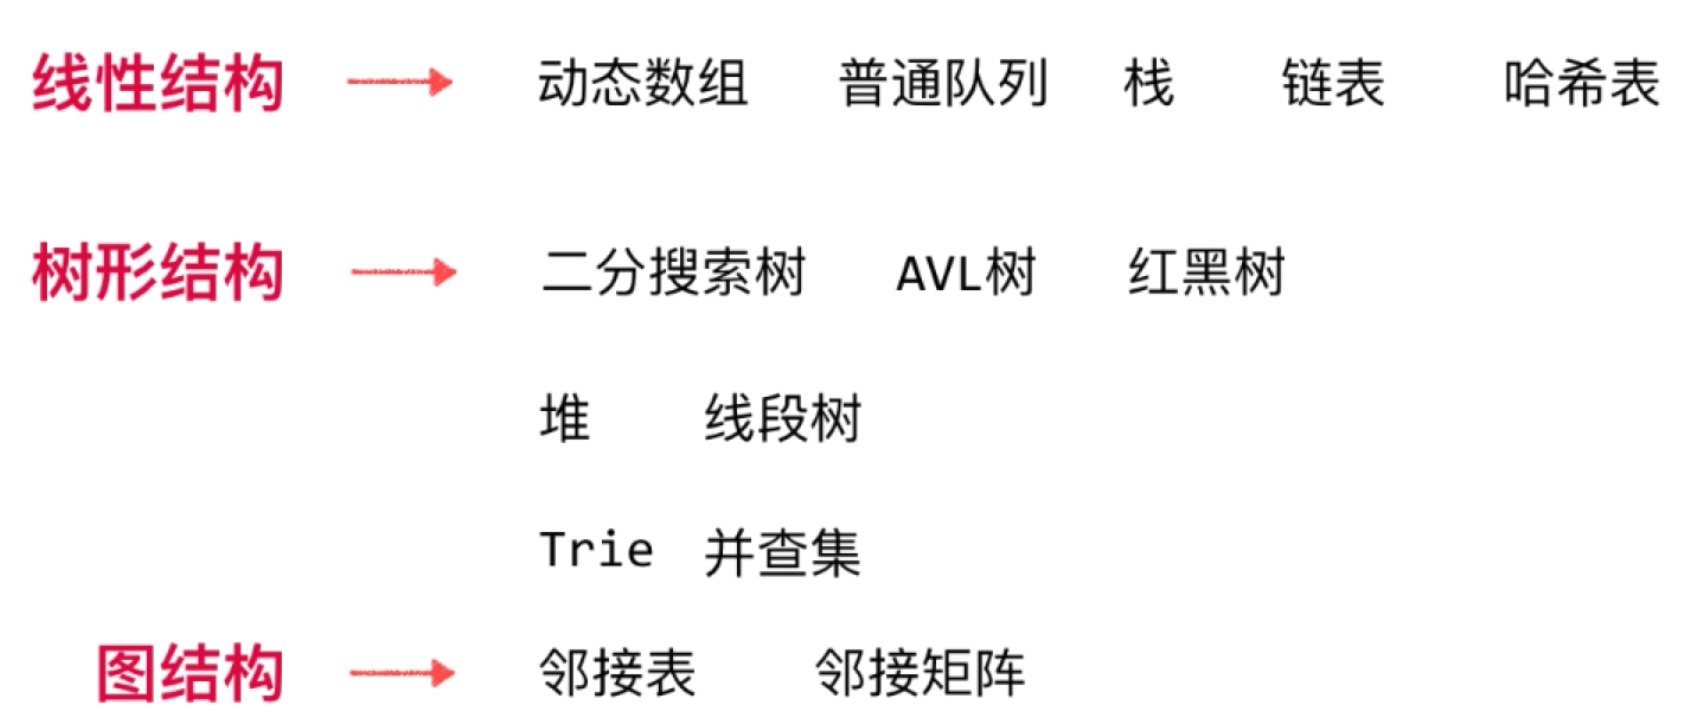 线性结构 动态数组 普通队列 栈 链表 哈希表
树形结构 二分搜索树 AVL树 红黑树
堆 线段树
Trie 并查集
图结构 邻接表 邻接矩阵